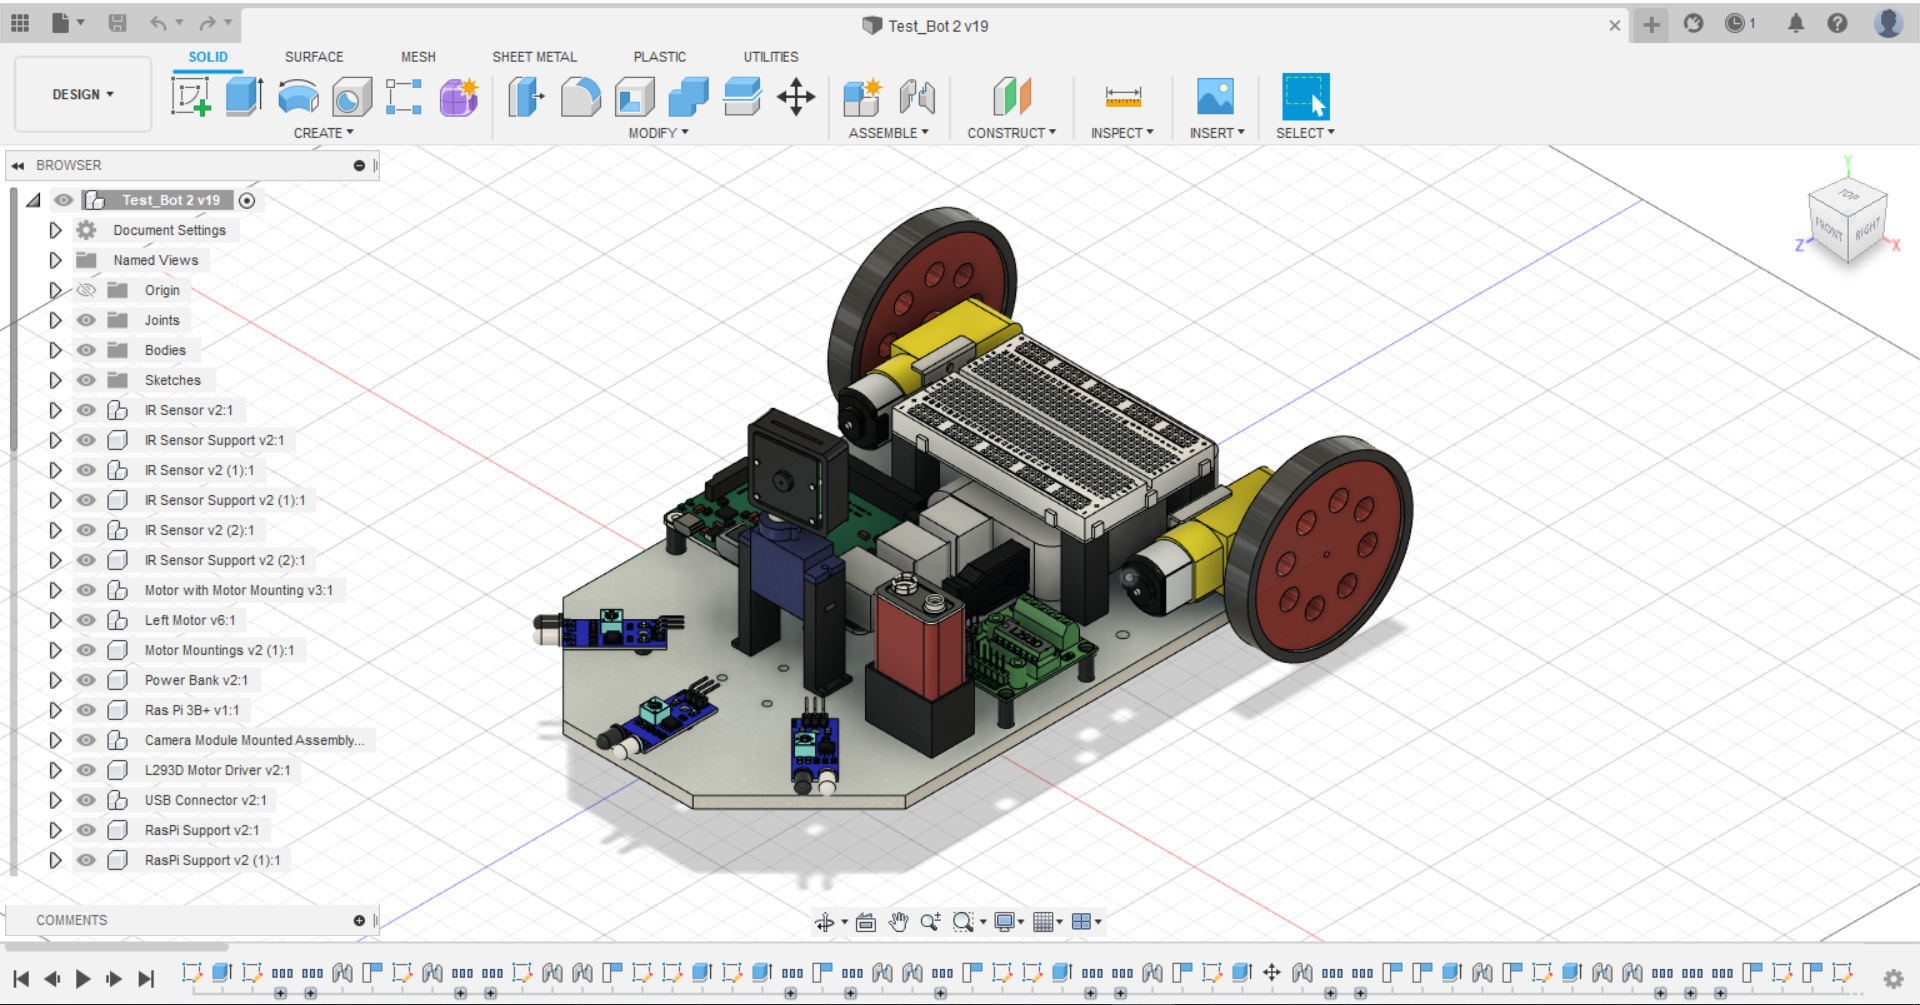 Test_Bot 2 v19
1
SOLID SURFACE MESH SHEET METAL PLASTIC UTILITIES
DESIGN
CREATE MODIFY ASSEMBLE CONSTRUCT INSPECT INSERT SELECT
BROWSER
Test_Bot 2 v19
Document Settings
Named Views
Origin
Joints
Bodies
Sketches
IR Sensor v2:1
IR Sensor Support v2:1
IR Sensor v2 (1):1
IR Sensor Support v2 (1):1
IR Sensor v2 (2):1
IR Sensor Support v2 (2):1
Motor with Motor Mounting v3:1
Left Motor v6:1
Motor Mountings v2 (1):1
Power Bank v2:1
Ras Pi 3B+ v1:1
Camera Module Mounted Assembly...
L293D Motor Driver v2:1
USB Connector v2:1
RasPi Support v2:1
RasPi Support v2 (1):1
Y
TOP
FRONT RIGHT
Z X
L293D
COMMENTS